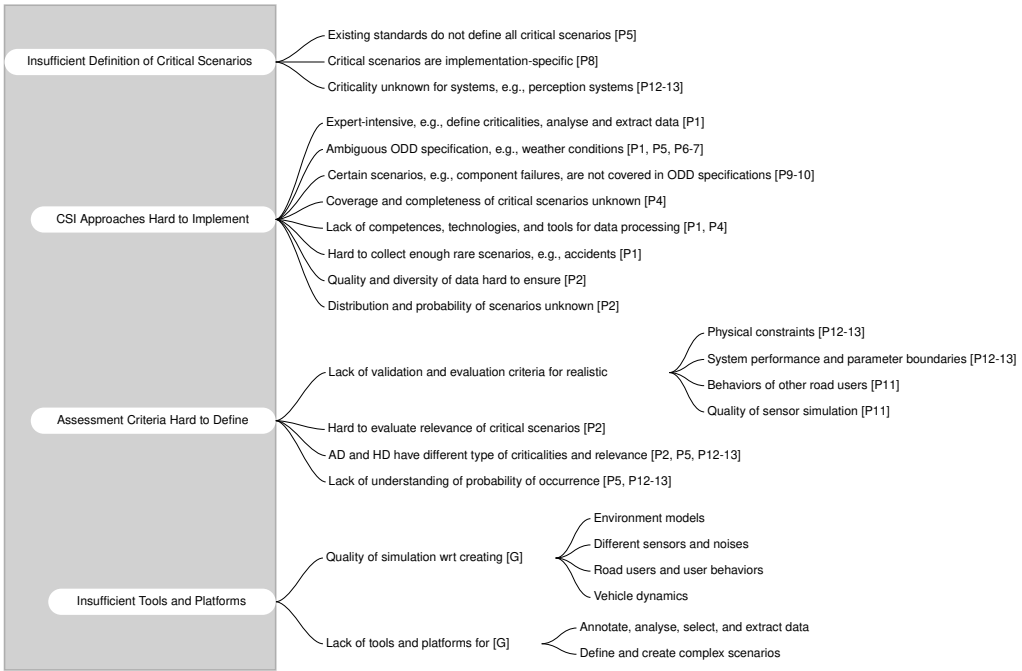 Insufficient Definition of Critical Scenarios
Existing standards do not define all critical scenarios [P5]
Critical scenarios are implementation-specific [P8]
Criticality unknown for systems, e.g., perception systems [P12-13]
CSI Approaches Hard to Implement
Expert-intensive, e.g., define criticalities, analyse and extract data [P1]
Ambiguous ODD specification, e.g., weather conditions [P1, P5, P6-7]
Certain scenarios, e.g., component failures, are not covered in ODD specifications [P9-10]
Coverage and completeness of critical scenarios unknown [P4]
Lack of competences, technologies, and tools for data processing [P1, P4]
Hard to collect enough rare scenarios, e.g., accidents [P1]
Quality and diversity of data hard to ensure [P2]
Distribution and probability of scenarios unknown [P2]
Assessment Criteria Hard to Define
Lack of validation and evaluation criteria for realistic
Physical constraints [P12-13]
System performance and parameter boundaries [P12-13]
Behaviors of other road users [P11]
Quality of sensor simulation [P11]
Hard to evaluate relevance of critical scenarios [P2]
AD and HD have different type of criticalities and relevance [P2, P5, P12-13]
Lack of understanding of probability of occurrence [P5, P12-13]
Insufficient Tools and Platforms
Quality of simulation wrt creating [G]
Environment models
Different sensors and noises
Road users and user behaviors
Vehicle dynamics
Lack of tools and platforms for [G]
Annotate, analyse, select, and extract data
Define and create complex scenarios